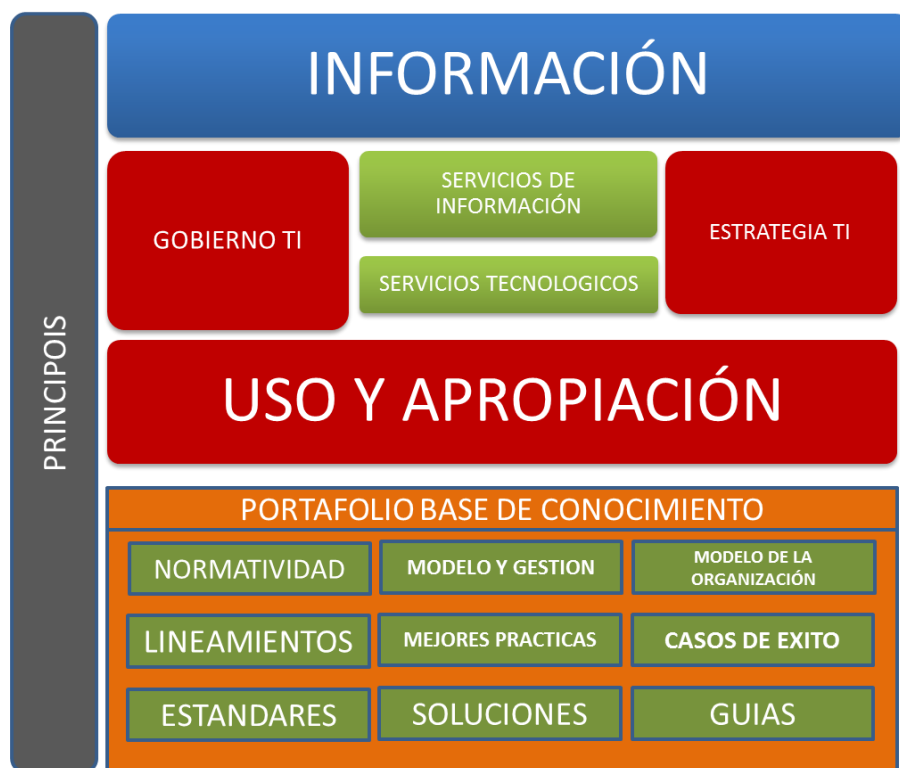 PRINCIPOIS
INFORMACIÓN
GOBIERNO TI
SERVICIOS DE
INFORMACIÓN
SERVICIOS TECNOLOGICOS
ESTRATEGIA TI
USO Y APROPIACIÓN
PORTAFOLIO BASE DE CONOCIMIENTO
NORMATIVIDAD
MODELO Y GESTION
MODELO DE LA
ORGANIZACIÓN
LINEAMIENTOS
MEJORES PRACTICAS
CASOS DE EXITO
ESTANDARES
SOLUCIONES
GUIAS